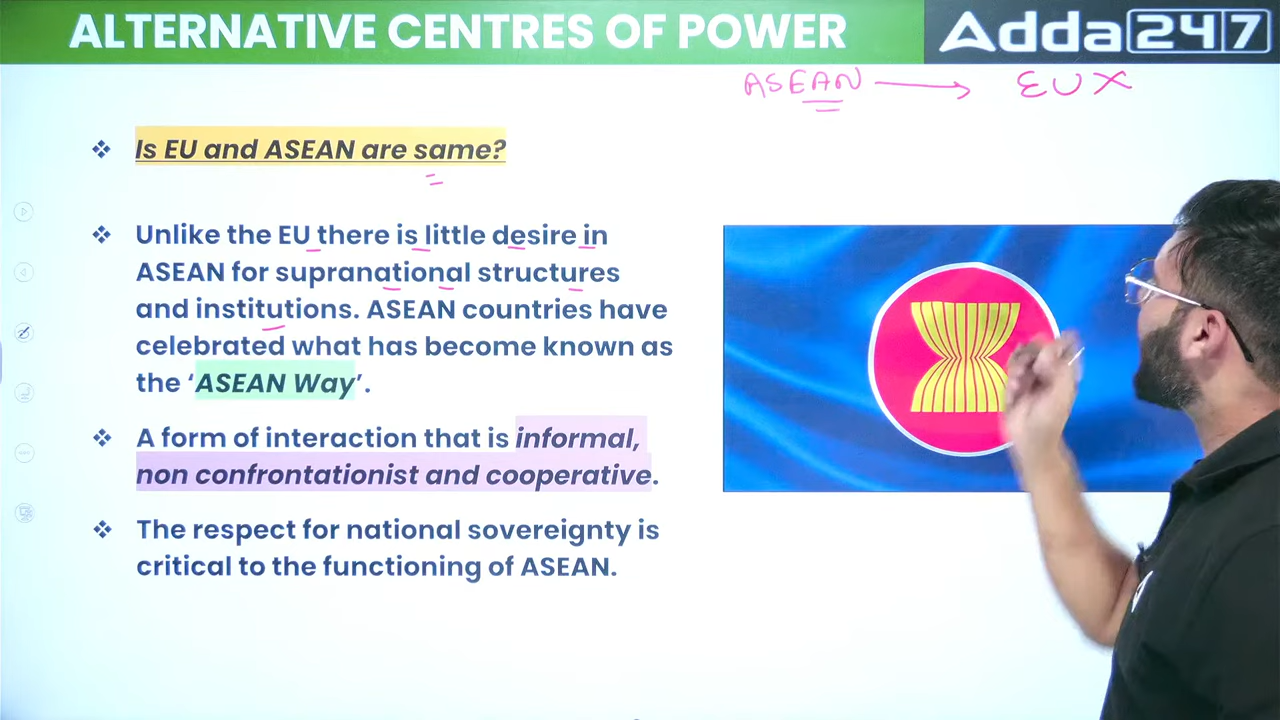 ALTERNATIVE CENTRES OF POWER
Adda247
ASEAN → EU X
❖ Is EU and ASEAN are same?
❖ Unlike the EU there is little desire in
ASEAN for supranational structures
and institutions. ASEAN countries have
celebrated what has become known as
the ‘ASEAN Way’.
❖ A form of interaction that is informal,
non confrontationist and cooperative.
❖ The respect for national sovereignty is
critical to the functioning of ASEAN.